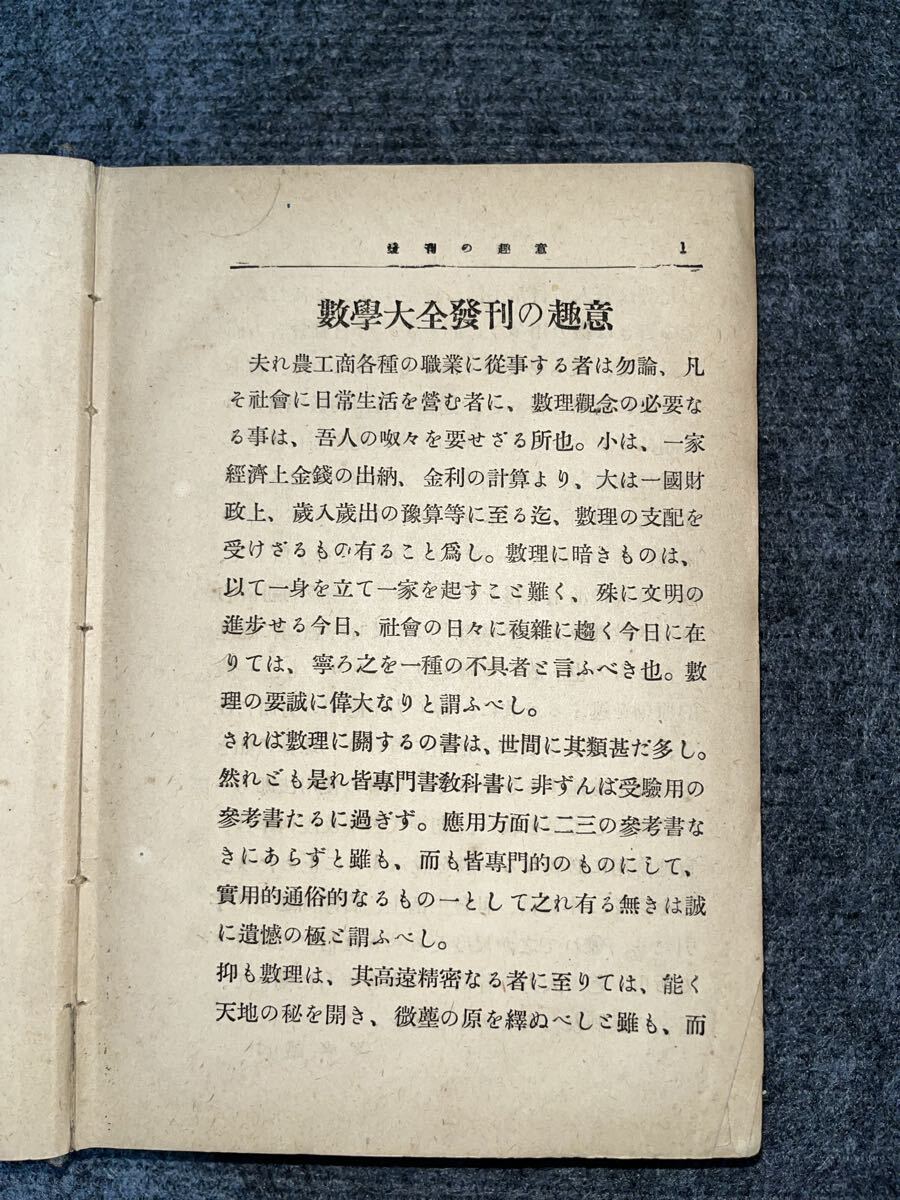 發刊の趣意 1
數學大全發刊の趣意
夫れ農工商各種の職業に從事する者は勿論、凡
そ社會に日常生活を營む者に、數理觀念の必要な
る事は、吾人の呶々を要せざる所也。小は、一家
經濟上金錢の出納、金利の計算より、大は一國財
政上、歲入歲出の豫算等に至る迄、數理の支配を
受けざるもの有ること爲し。數理に暗きものは、
以て一身を立て一家を起すこと難く、殊に文明の
進步せる今日、社會の日々に複雜に趨く今日に在
りては、寧ろ之を一種の不具者と言ふべき也。數
理の要誠に偉大なりと謂ふべし。
されば數理に關するの書は、世間に其類甚だ多し。
然れども是れ皆專門書敎科書に非ずんば受驗用の
參考書たるに過ぎず。應用方面に二三の參考書な
きにあらずと雖も、而も皆專門的のものにして、
實用的通俗的なるもの一として之れ有る無きは誠
に遺憾の極と謂ふべし。
抑も數理は、其高遠精密なる者に至りては、能く
天地の秘を開き、微塵の原を繹ぬべしと雖も、而